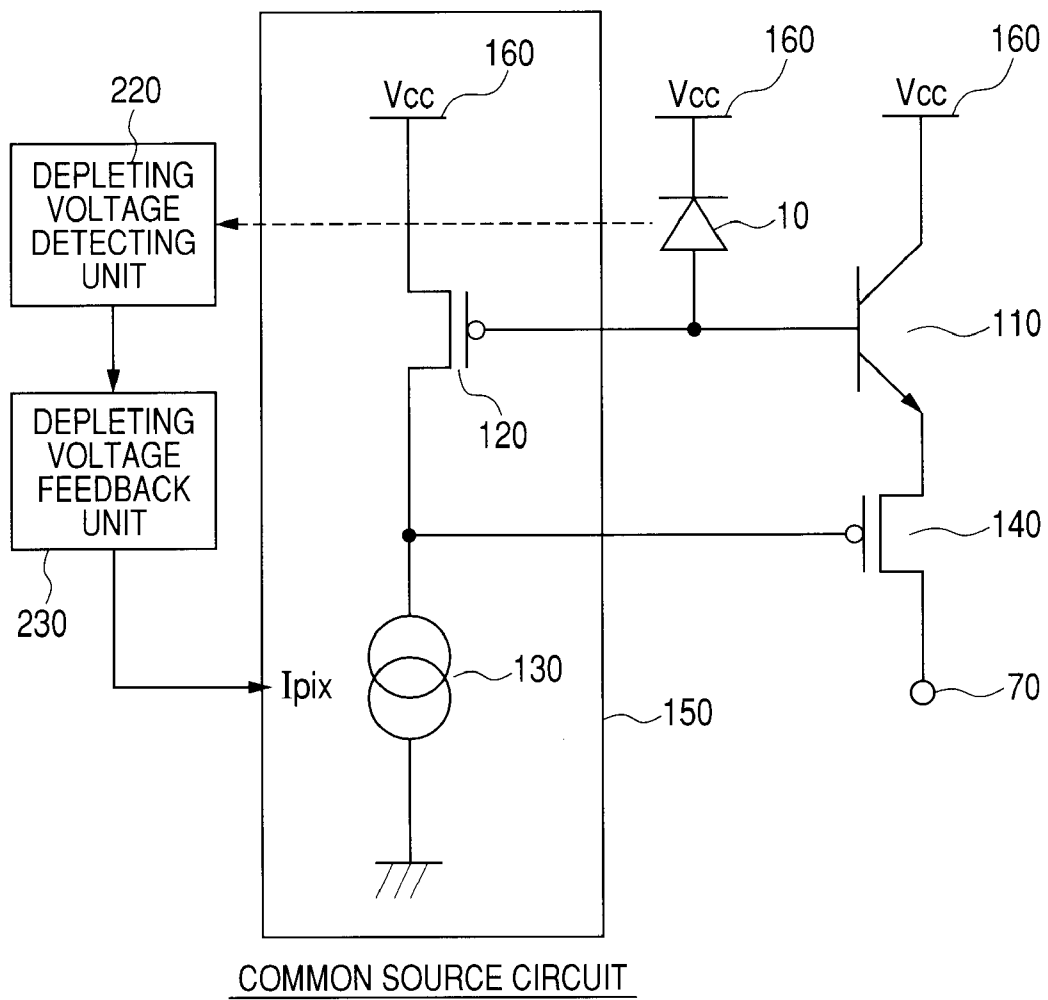 160
Vcc
160
Vcc
160
Vcc
220
DEPLETING
VOLTAGE
DETECTING
UNIT
10
110
120
DEPLETING
VOLTAGE
FEEDBACK
UNIT
140
230
Ipix
130
150
70
COMMON SOURCE CIRCUIT